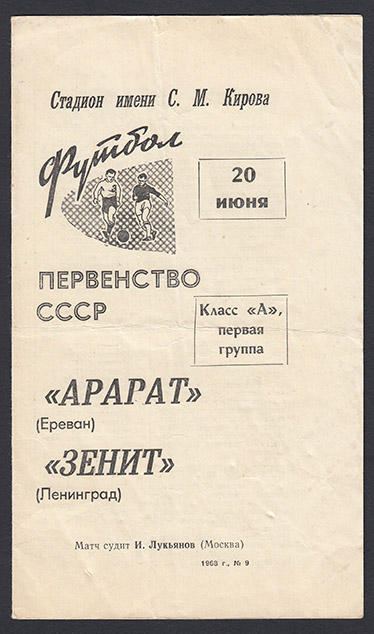 Стадион имени С. М. Кирова
Футбол
20
июня
ПЕРВЕНСТВО
СССР
Класс «А»,
первая
группа
«АРАРАТ»
(Ереван)
«ЗЕНИТ»
(Ленинград)
Матч судит И. Лукьянов (Москва)
1968 г., № 9